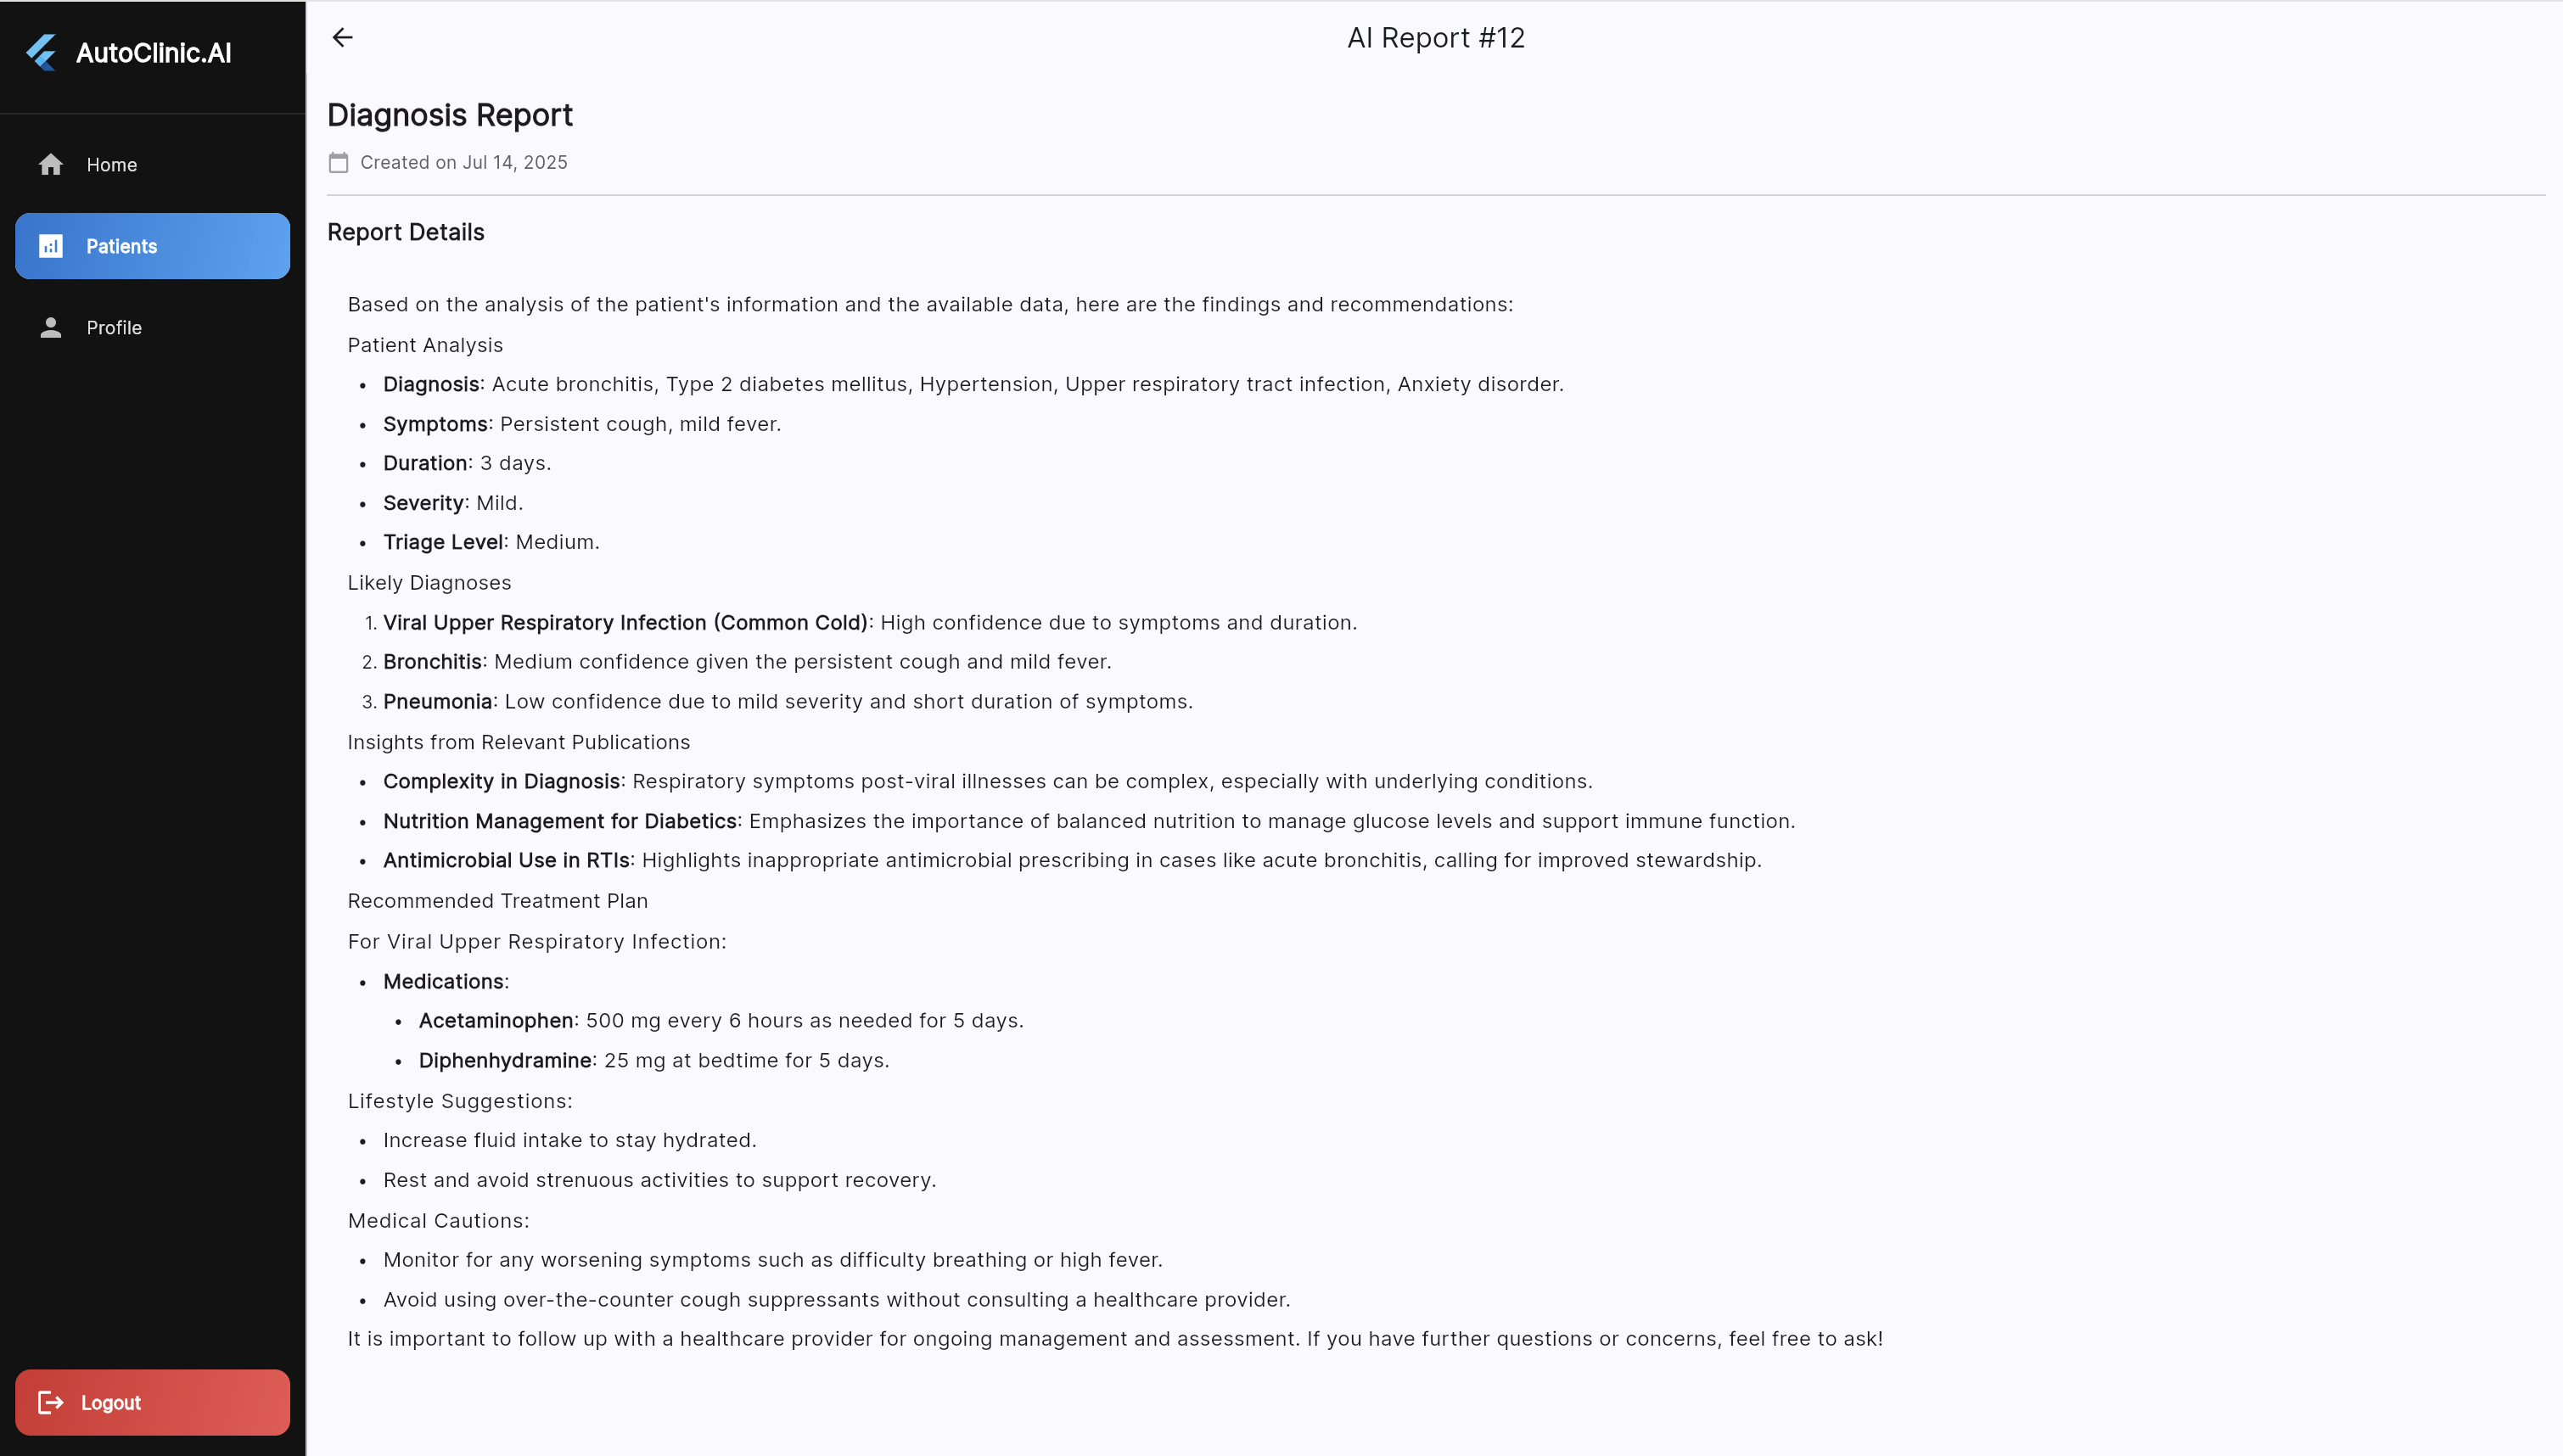 AutoClinic.AI
Home
Patients
Profile
Logout
AI Report #12
Diagnosis Report
Created on Jul 14, 2025
Report Details
Based on the analysis of the patient's information and the available data, here are the findings and recommendations:
Patient Analysis
• Diagnosis: Acute bronchitis, Type 2 diabetes mellitus, Hypertension, Upper respiratory tract infection, Anxiety disorder.
• Symptoms: Persistent cough, mild fever.
• Duration: 3 days.
• Severity: Mild.
• Triage Level: Medium.
Likely Diagnoses
1. Viral Upper Respiratory Infection (Common Cold): High confidence due to symptoms and duration.
2. Bronchitis: Medium confidence given the persistent cough and mild fever.
3. Pneumonia: Low confidence due to mild severity and short duration of symptoms.
Insights from Relevant Publications
• Complexity in Diagnosis: Respiratory symptoms post-viral illnesses can be complex, especially with underlying conditions.
• Nutrition Management for Diabetics: Emphasizes the importance of balanced nutrition to manage glucose levels and support immune function.
• Antimicrobial Use in RTIs: Highlights inappropriate antimicrobial prescribing in cases like acute bronchitis, calling for improved stewardship.
Recommended Treatment Plan
For Viral Upper Respiratory Infection:
• Medications:
• Acetaminophen: 500 mg every 6 hours as needed for 5 days.
• Diphenhydramine: 25 mg at bedtime for 5 days.
Lifestyle Suggestions:
• Increase fluid intake to stay hydrated.
• Rest and avoid strenuous activities to support recovery.
Medical Cautions:
• Monitor for any worsening symptoms such as difficulty breathing or high fever.
• Avoid using over-the-counter cough suppressants without consulting a healthcare provider.
It is important to follow up with a healthcare provider for ongoing management and assessment. If you have further questions or concerns, feel free to ask!